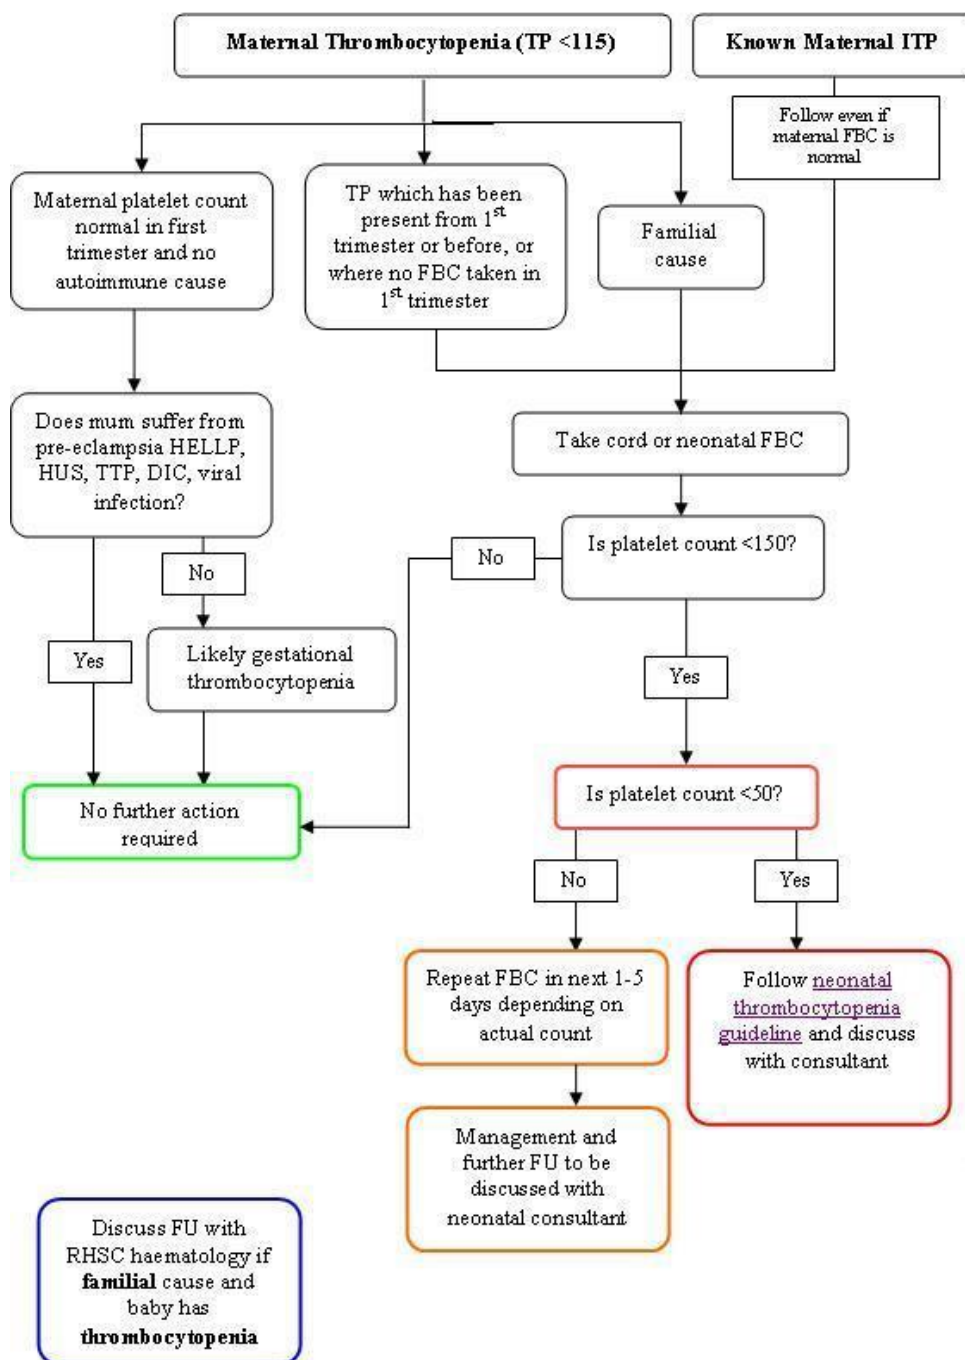 Maternal Thrombocytopenia (TP <115)
Known Maternal ITP
Follow even if
maternal FBC is
normal
Maternal platelet count
normal in first
trimester and no
autoimmune cause
TP which has been
present from 1st
trimester or before, or
where no FBC taken in
1st trimester
Familial
cause
Does mum suffer from
pre-eclampsia HELLP,
HUS, TTP, DIC, viral
infection?
Take cord or neonatal FBC
Is platelet count <150?
No
No
Yes
Likely gestational
thrombocytopenia
Yes
No further action
required
Is platelet count <50?
No
Yes
Repeat FBC in next 1-5
days depending on
actual count
Follow neonatal
thrombocytopenia
guideline and discuss
with consultant
Management and
further FU to be
discussed with
neonatal consultant
Discuss FU with
RHSC haematology if
familial cause and
baby has
thrombocytopenia